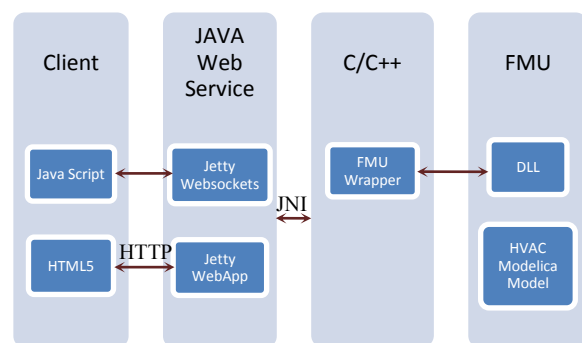 Client
JAVA
Web
Service
C/C++
FMU
Java Script
Jetty
Websockets
FMU
Wrapper
DLL
JNI
HTML5
HTTP
Jetty
WebApp
HVAC
Modelica
Model